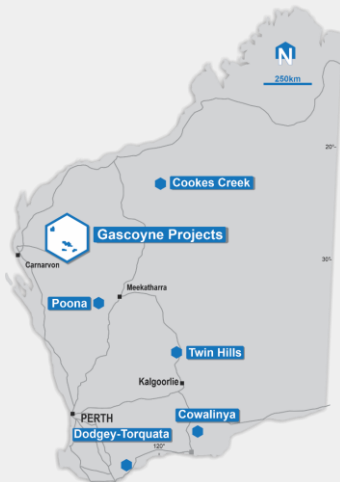 N
250km
20°
Cookes Creek
Gascoyne Projects
Carnarvon
30°
Meekatharra
Poona
Twin Hills
Kalgoorlie
PERTH
Cowalinya
Dodgey-Torquata
120°